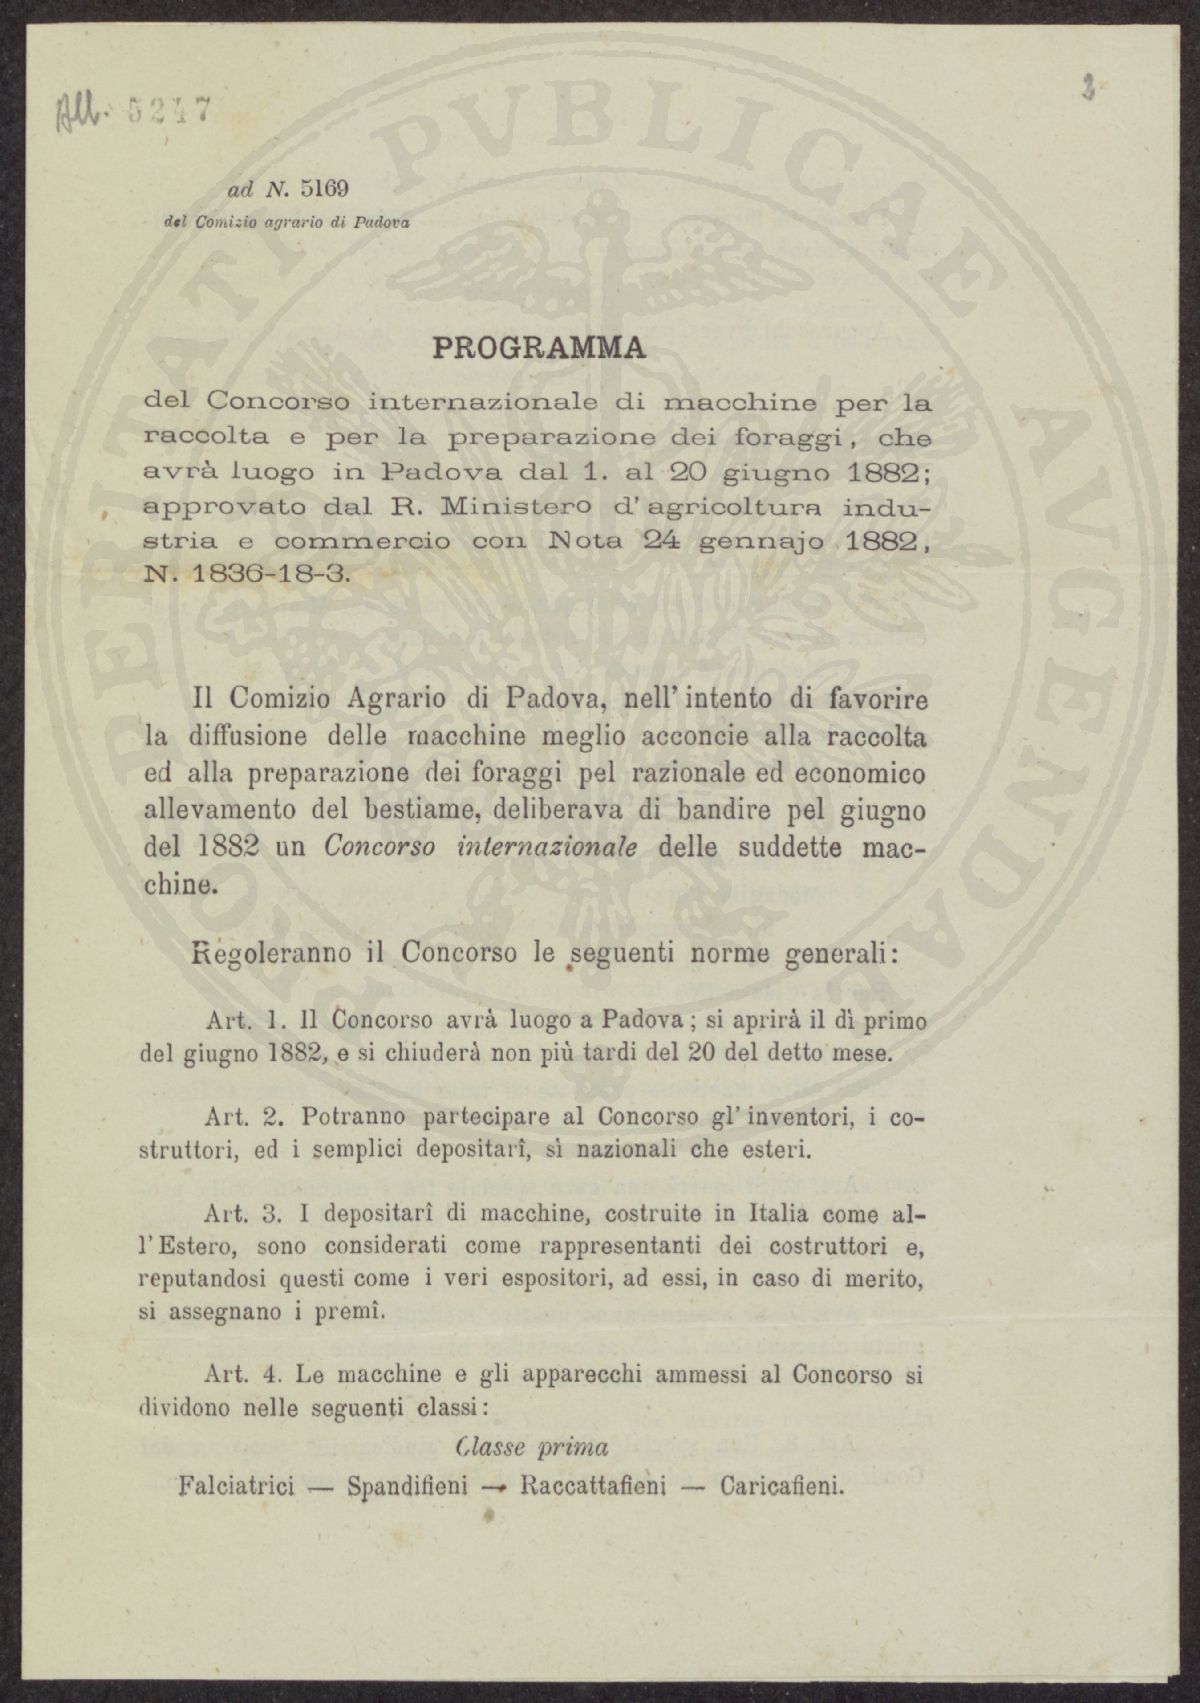 All. 5247
2
ad N. 5169
del Comizio agrario di Padova
PROGRAMMA
del Concorso internazionale di macchine per la
raccolta e per la preparazione dei foraggi, che
avrà luogo in Padova dal 1. al 20 giugno 1882;
approvato dal R. Ministero d'agricoltura indu-
stria e commercio con Nota 24 gennajo 1882,
N. 1836-18-3.
Il Comizio Agrario di Padova, nell'intento di favorire
la diffusione delle macchine meglio acconcie alla raccolta
ed alla preparazione dei foraggi pel razionale ed economico
allevamento del bestiame, deliberava di bandire pel giugno
del 1882 un Concorso internazionale delle suddette mac-
chine.
Regoleranno il Concorso le seguenti norme generali:
Art. 1. Il Concorso avrà luogo a Padova; si aprirà il dì primo
del giugno 1882, e si chiuderà non più tardi del 20 del detto mese.
Art. 2. Potranno partecipare al Concorso gl'inventori, i co-
struttori, ed i semplici depositarî, sì nazionali che esteri.
Art. 3. I depositarî di macchine, costruite in Italia come al-
l'Estero, sono considerati come rappresentanti dei costruttori e,
reputandosi questi come i veri espositori, ad essi, in caso di merito,
si assegnano i premî.
Art. 4. Le macchine e gli apparecchi ammessi al Concorso si
dividono nelle seguenti classi:
Classe prima
Falciatrici — Spandifieni — Raccattafieni — Caricafieni.
PROSPERITATI PVBLICAE AVGENDAE